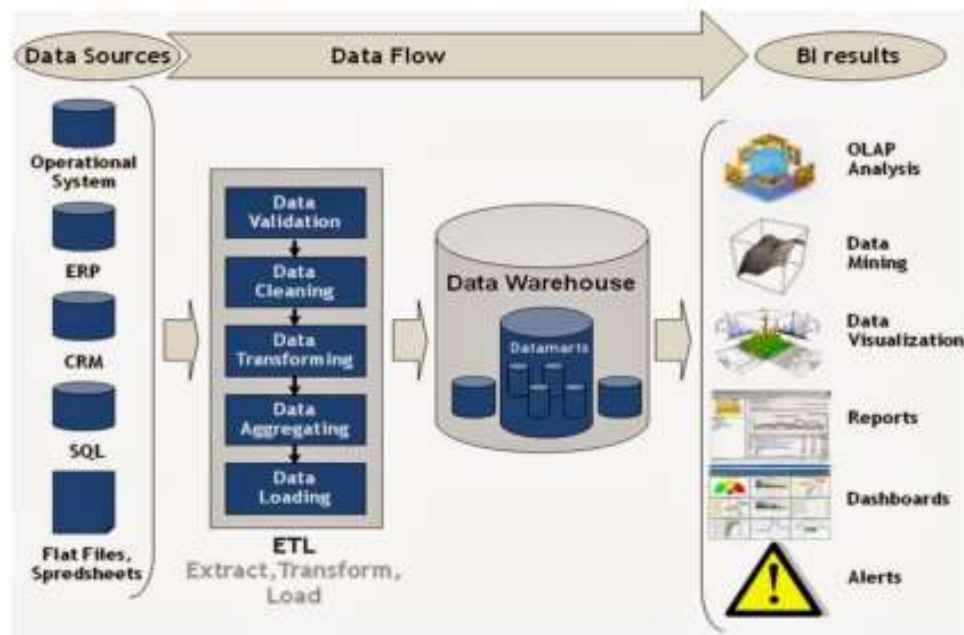 Data Sources
Data Flow
BI results
Operational
System
ERP
CRM
SQL
Flat Files,
Spredsheets
Data
Validation
Data
Cleaning
Data
Transforming
Data
Aggregating
Data
Loading
ETL
Extract,Transform,
Load
Data Warehouse
Datamarts
OLAP
Analysis
Data
Mining
Data
Visualization
Reports
Dashboards
Alerts